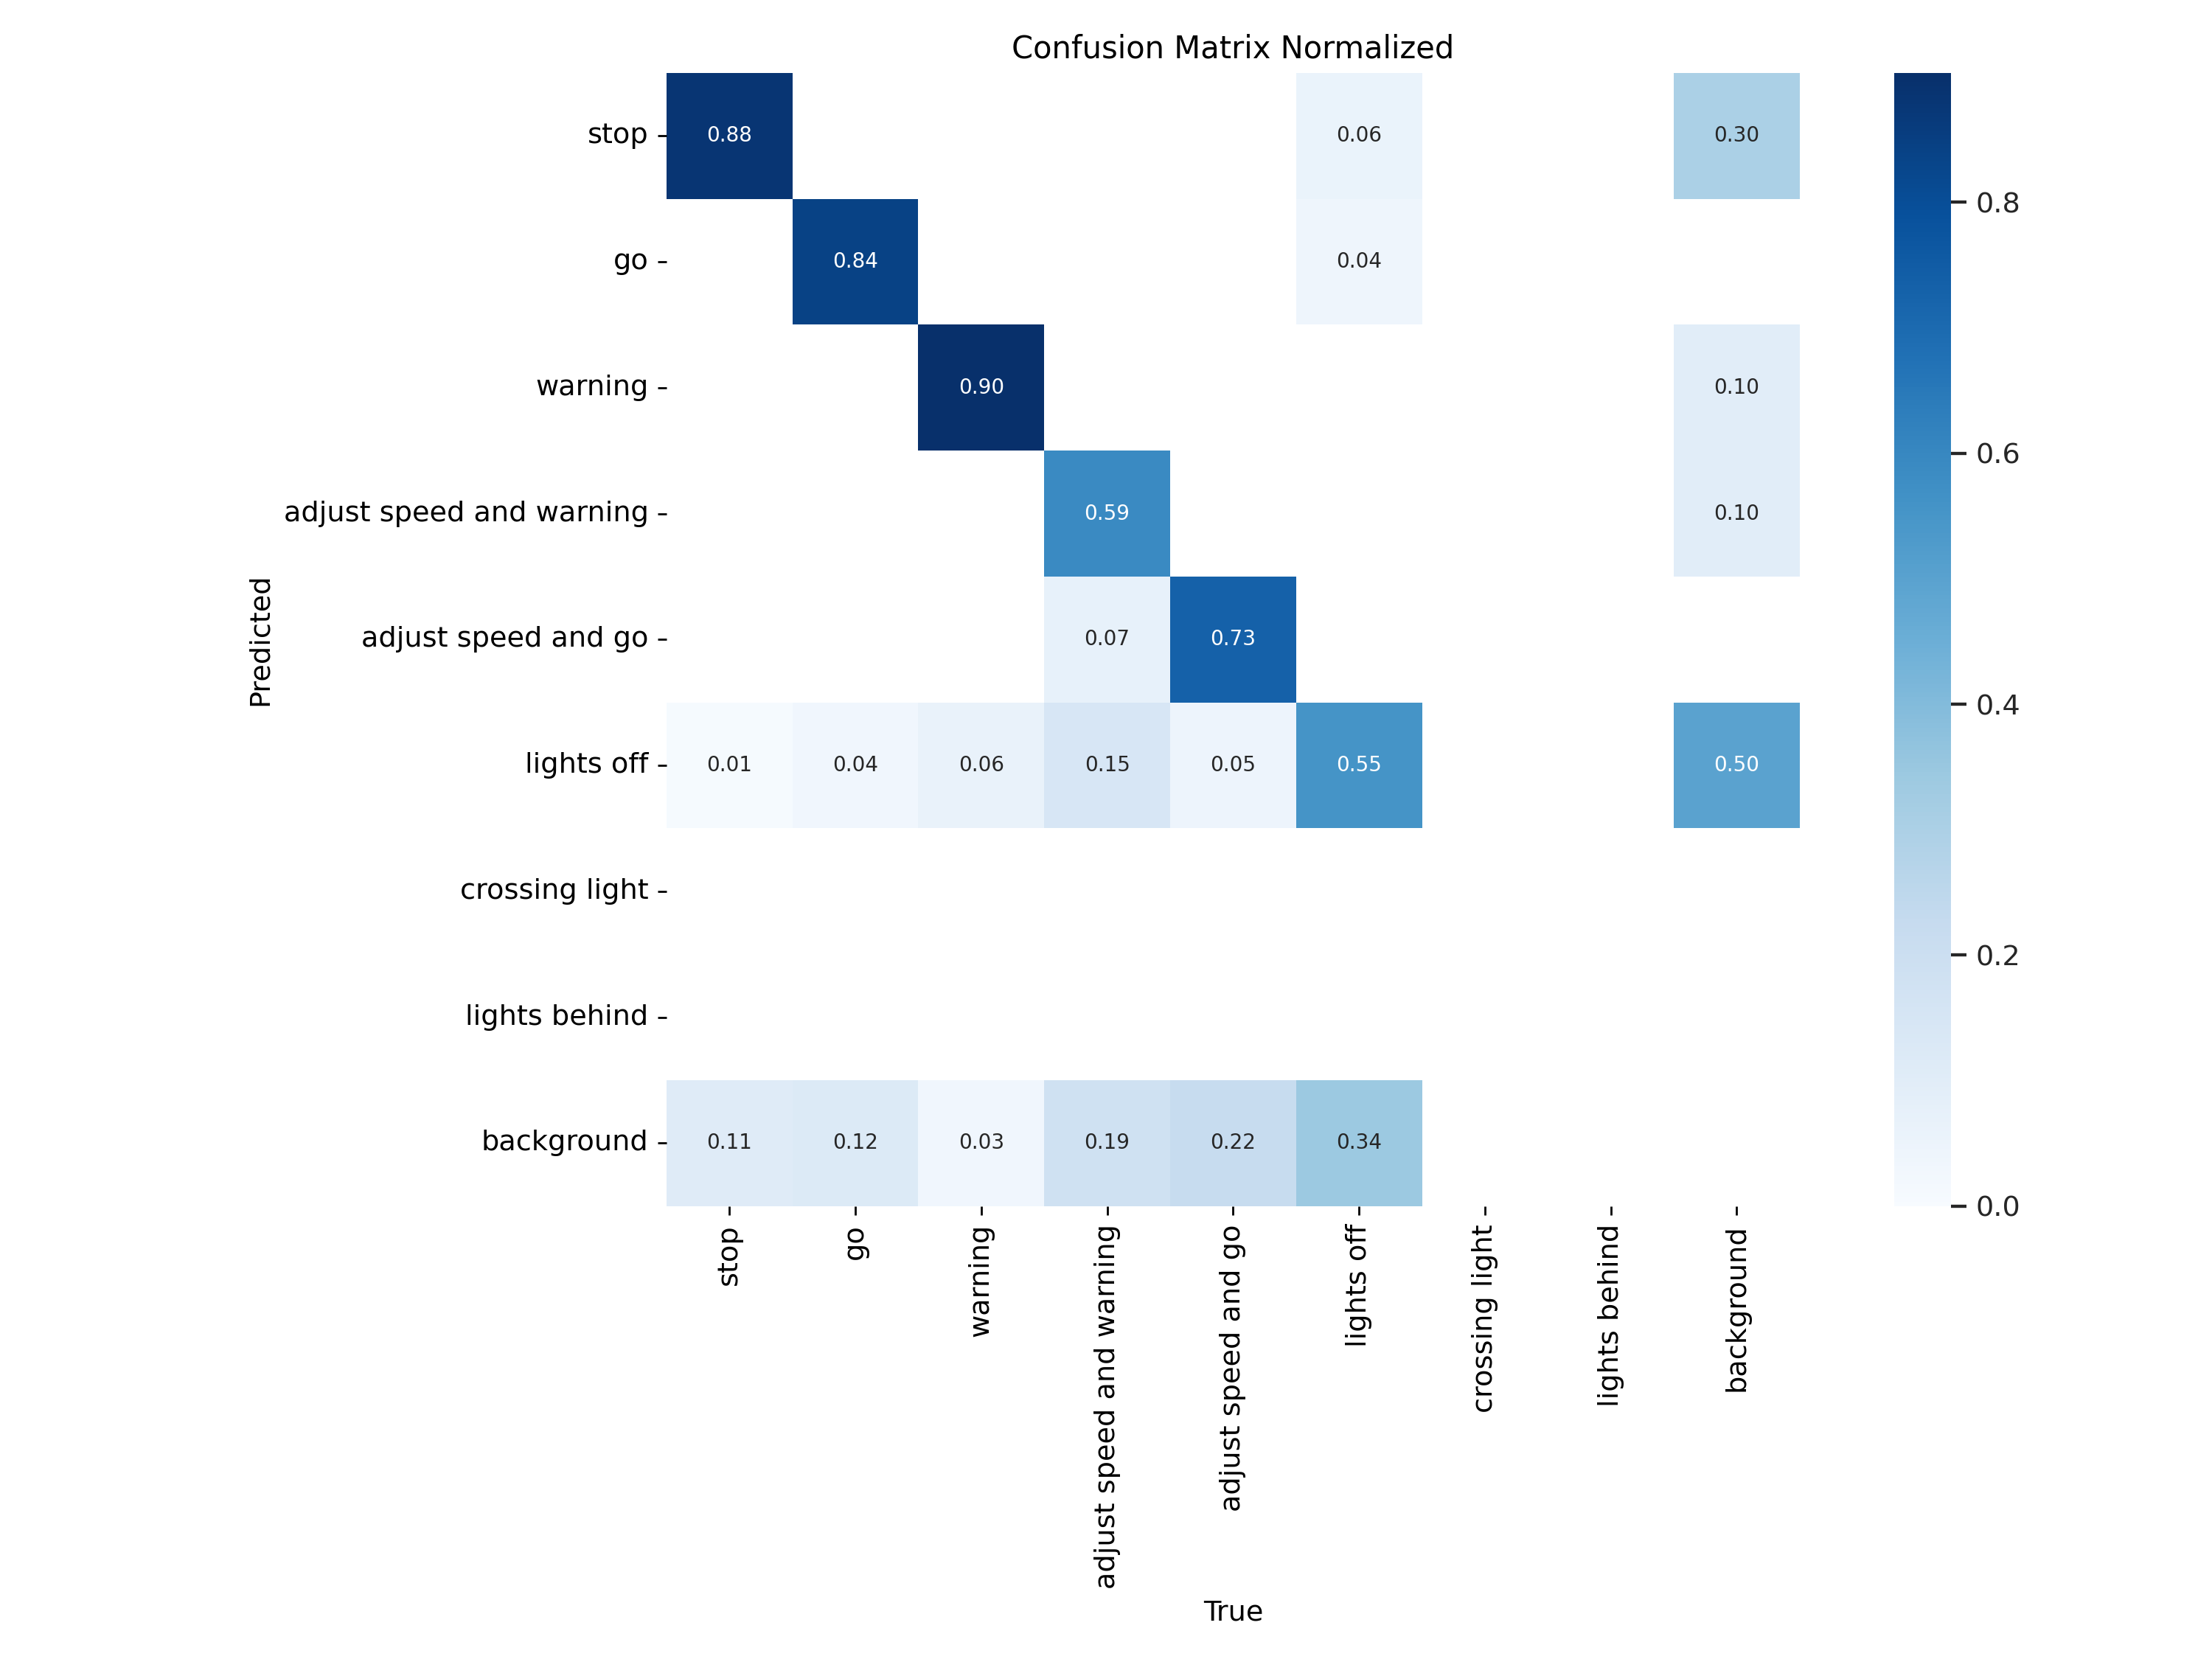 Confusion Matrix Normalized
stop
0.88
0.06
0.30
0.8
go
0.84
0.04
warning
0.90
0.10
0.6
adjust speed and warning
0.59
0.10
Predicted
adjust speed and go
0.07
0.73
0.4
lights off
0.01
0.04
0.06
0.15
0.05
0.55
0.50
crossing light
0.2
lights behind
background
0.11
0.12
0.03
0.19
0.22
0.34
0.0
stop
go
warning
adjust speed and warning
adjust speed and go
lights off
crossing light
lights behind
background
True